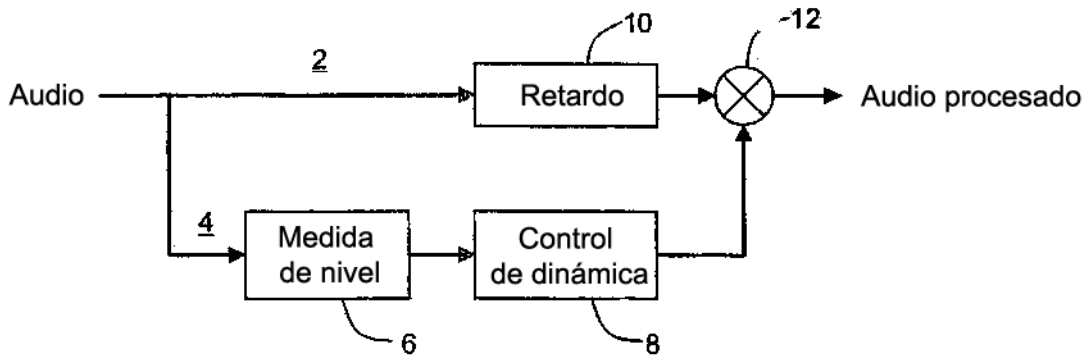 10
-12
2
Audio
Retardo
Audio procesado
4
Medida
de nivel
Control
de dinámica
6
8